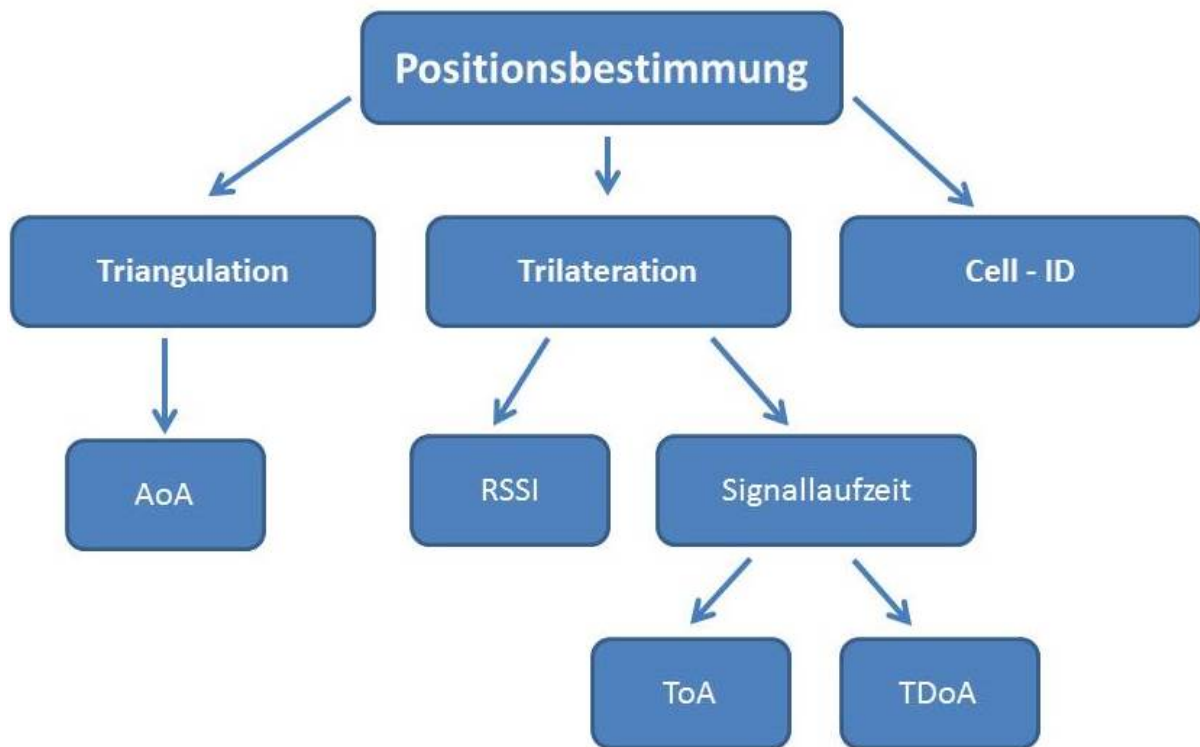 Positionsbestimmung
Triangulation
Trilateration
Cell - ID
AoA
RSSI
Signallaufzeit
ToA
TDoA